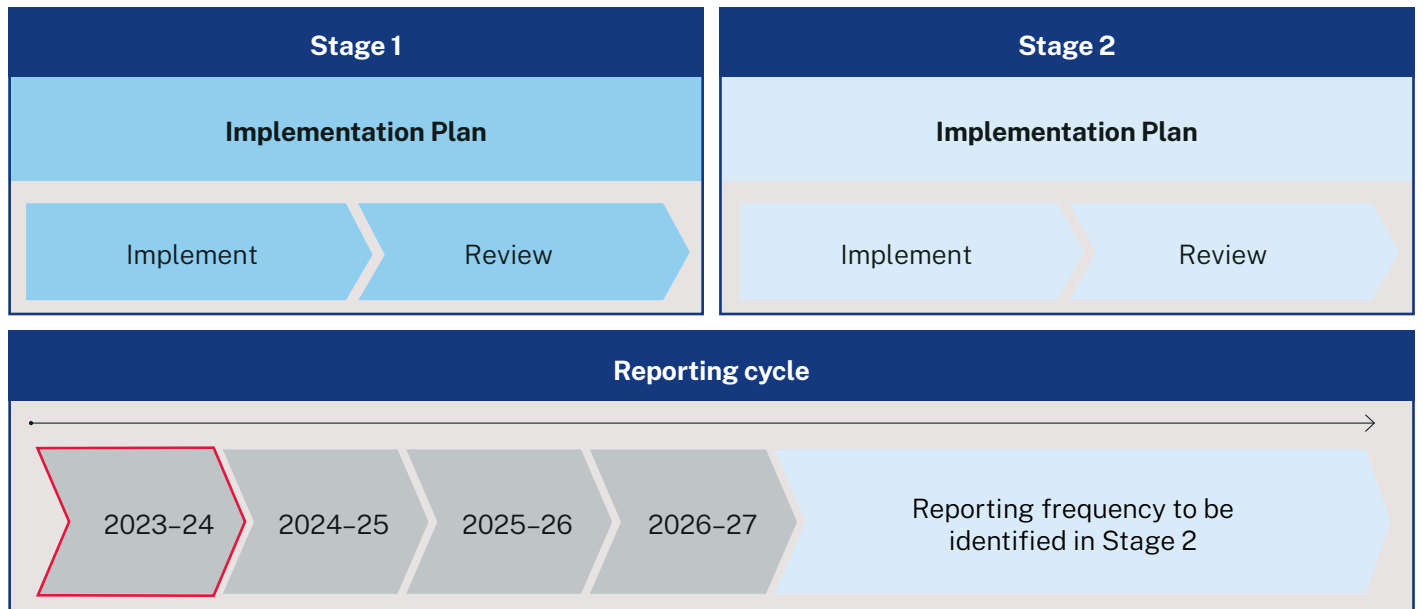 Stage 1
Implementation Plan
Implement
Review
Stage 2
Implementation Plan
Implement
Review
Reporting cycle
2023–24
2024–25
2025–26
2026–27
Reporting frequency to be
identified in Stage 2